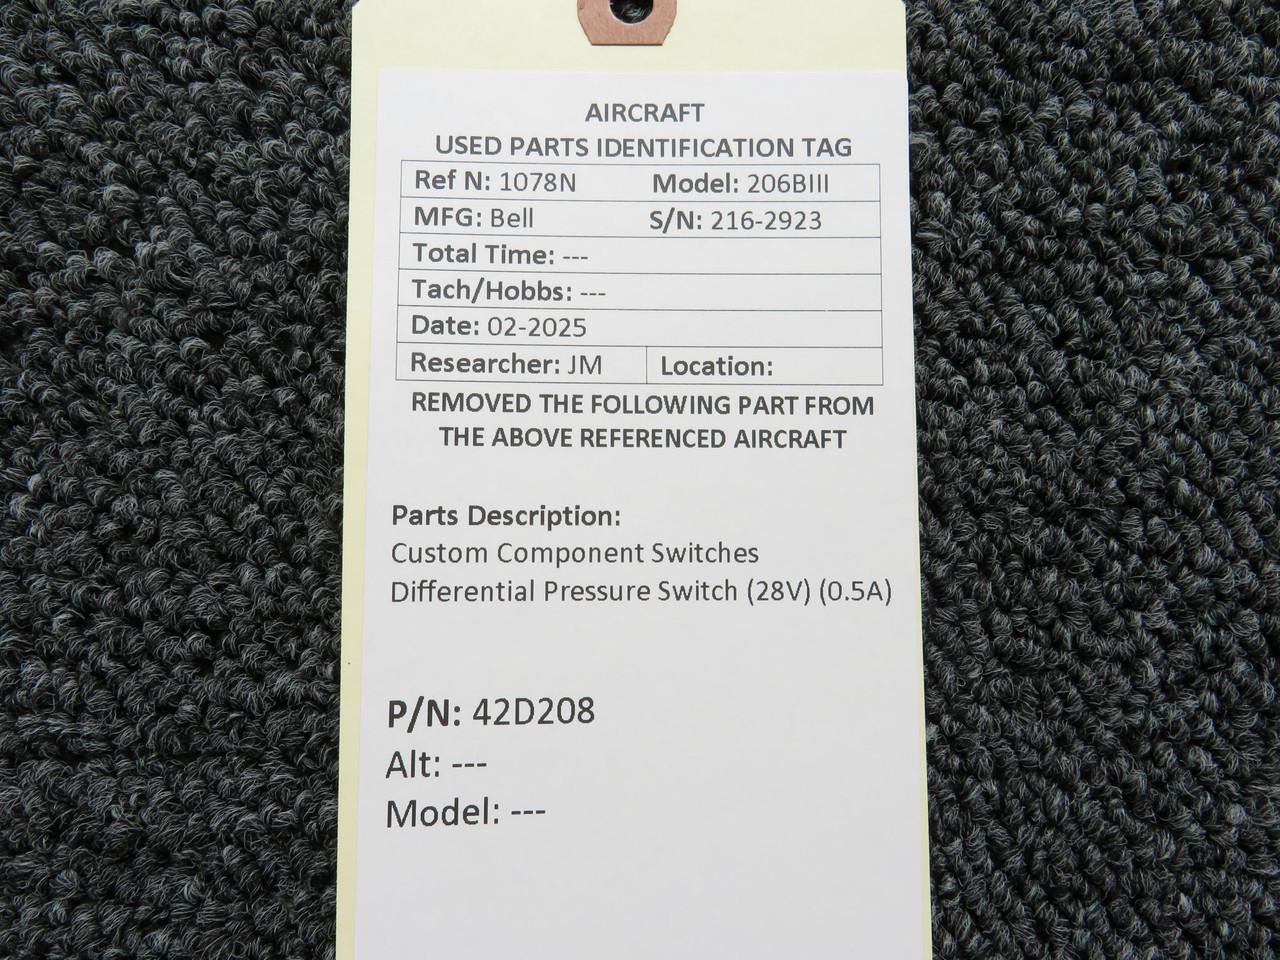 AIRCRAFT
USED PARTS IDENTIFICATION TAG
Ref N: 1078N Model: 206BIII
MFG: Bell S/N: 216-2923
Total Time: ---
Tach/Hobbs: ---
Date: 02-2025
Researcher: JM Location:
REMOVED THE FOLLOWING PART FROM
THE ABOVE REFERENCED AIRCRAFT
Parts Description:
Custom Component Switches
Differential Pressure Switch (28V) (0.5A)
P/N: 42D208
Alt: ---
Model: ---